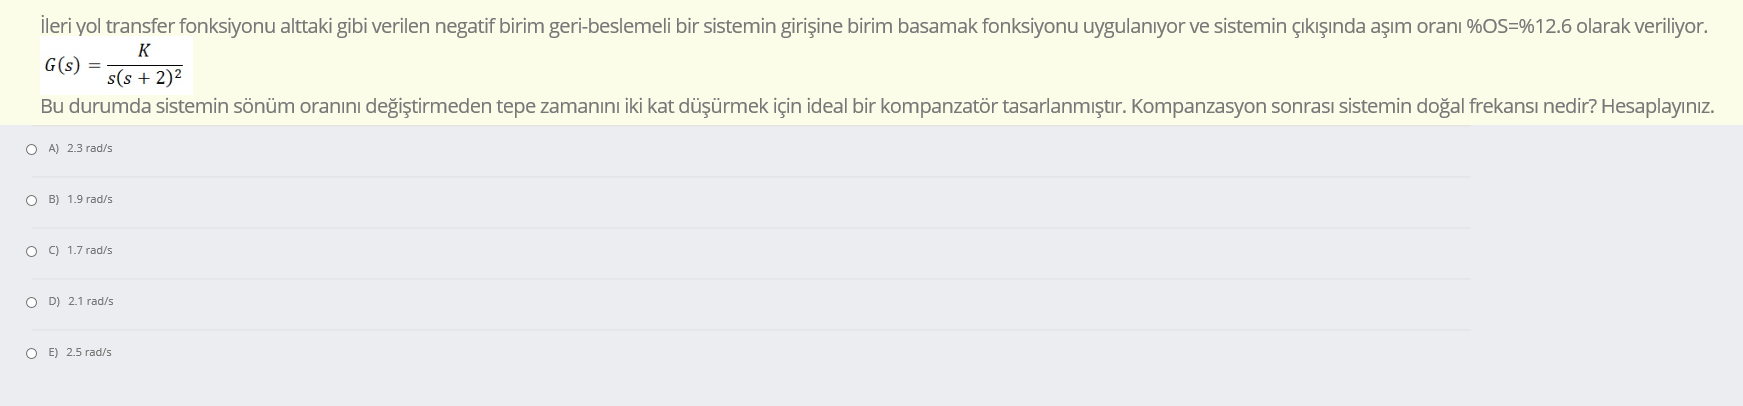 İleri yol transfer fonksiyonu alttaki gibi verilen negatif birim geri-beslemeli bir sistemin girişine birim basamak fonksiyonu uygulanıyor ve sistemin çıkışında aşım oranı %OS=%12.6 olarak veriliyor.
G(s) = K / s(s + 2)²
Bu durumda sistemin sönüm oranını değiştirmeden tepe zamanını iki kat düşürmek için ideal bir kompanzatör tasarlanmıştır. Kompanzasyon sonrası sistemin doğal frekansı nedir? Hesaplayınız.
A) 2.3 rad/s
B) 1.9 rad/s
C) 1.7 rad/s
D) 2.1 rad/s
E) 2.5 rad/s